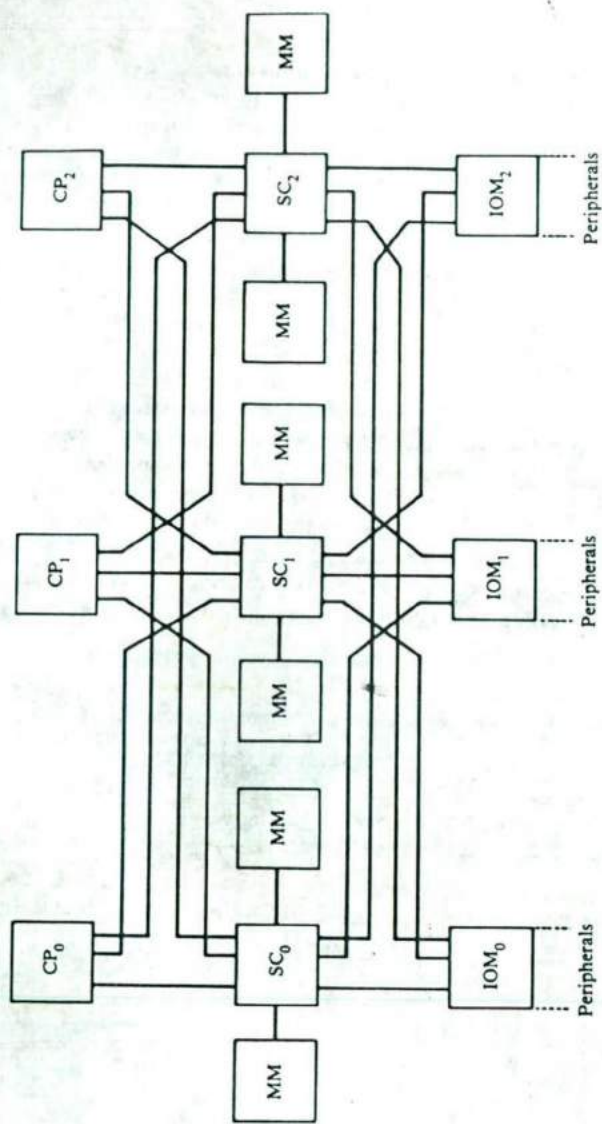 CP0
CP1
CP2
MM
SC0
MM
MM
SC1
MM
MM
SC2
MM
IOM0
IOM1
IOM2
Peripherals
Peripherals
Peripherals